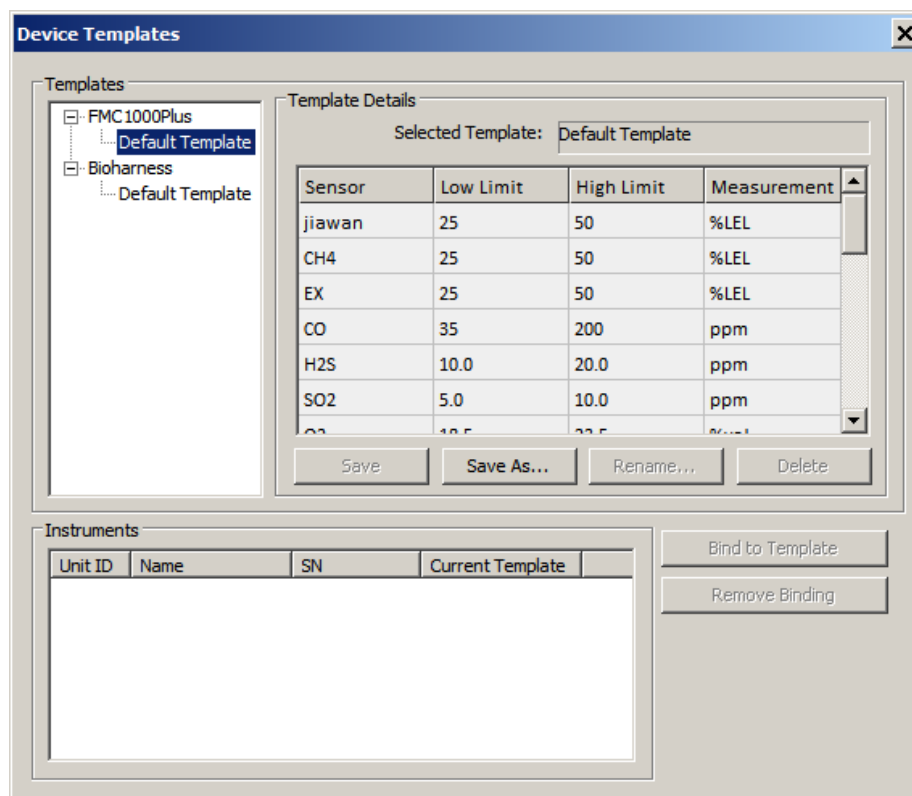 Device Templates
Templates
FMC1000Plus
Default Template
Bioharness
Default Template
Template Details
Selected Template: Default Template
Sensor Low Limit High Limit Measurement
jiawan 25 50 %LEL
CH4 25 50 %LEL
EX 25 50 %LEL
CO 35 200 ppm
H2S 10.0 20.0 ppm
SO2 5.0 10.0 ppm
Save Save As... Rename... Delete
Instruments
Unit ID Name SN Current Template
Bind to Template
Remove Binding